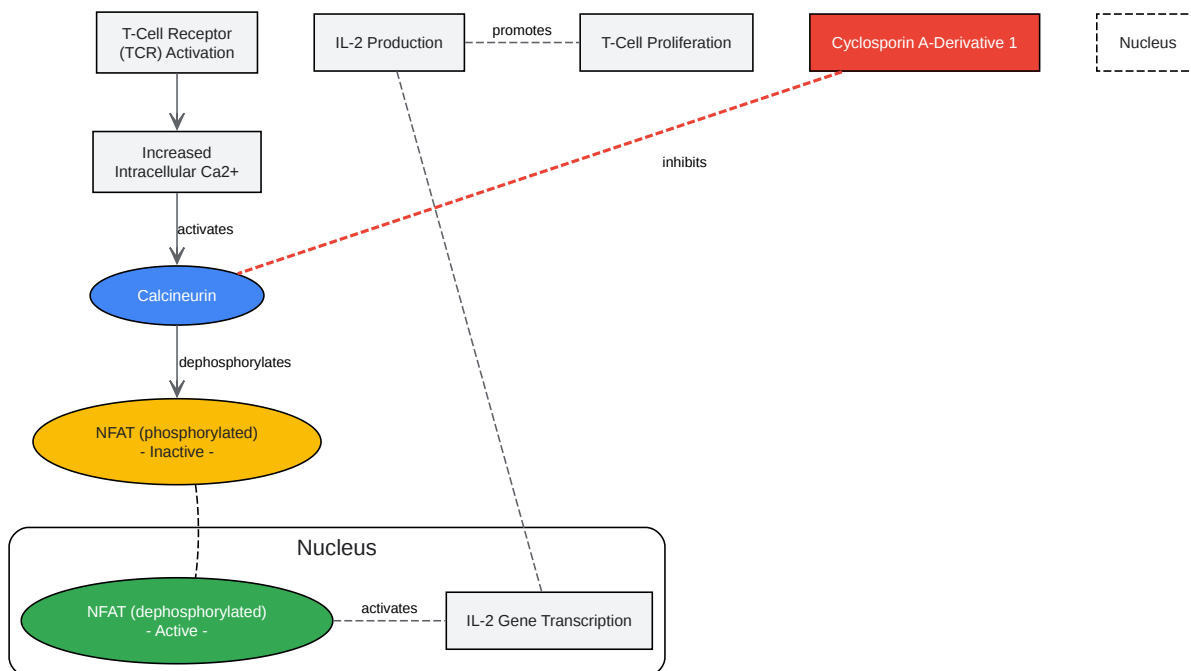 T-Cell Receptor
(TCR) Activation
IL-2 Production
promotes
T-Cell Proliferation
Cyclosporin A-Derivative 1
Nucleus
Increased
Intracellular Ca2+
inhibits
activates
Calcineurin
dephosphorylates
NFAT (phosphorylated)
- Inactive -
Nucleus
NFAT (dephosphorylated)
- Active -
activates
IL-2 Gene Transcription